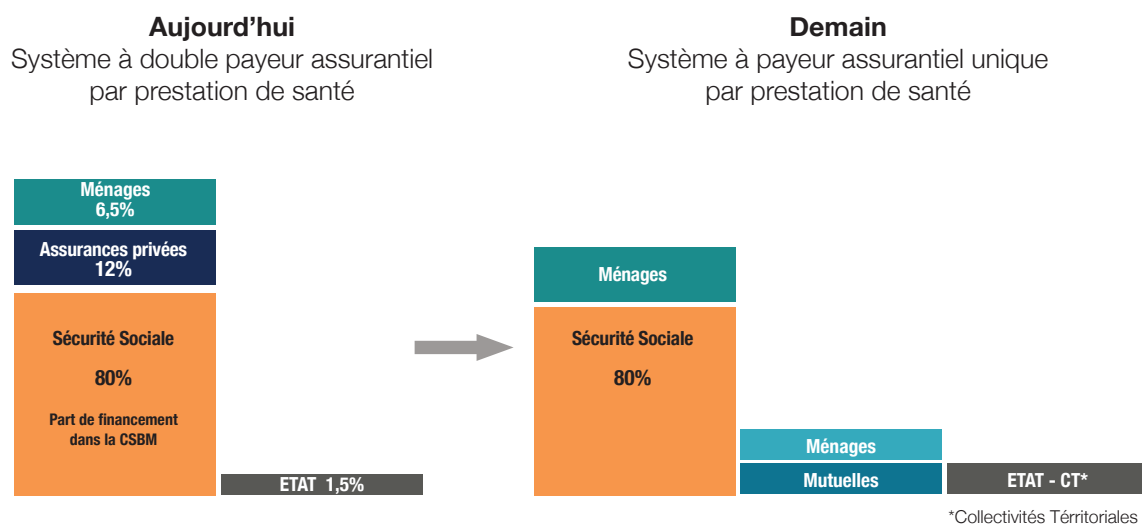 Aujourd’hui
Système à double payeur assurantiel
par prestation de santé
Ménages
6,5%
Assurances privées
12%
Sécurité Sociale
80%
Part de financement
dans la CSBM
ETAT 1,5%
Demain
Système à payeur assurantiel unique
par prestation de santé
Ménages
Sécurité Sociale
80%
Ménages
Mutuelles
ETAT - CT*
*Collectivités Térritoriales